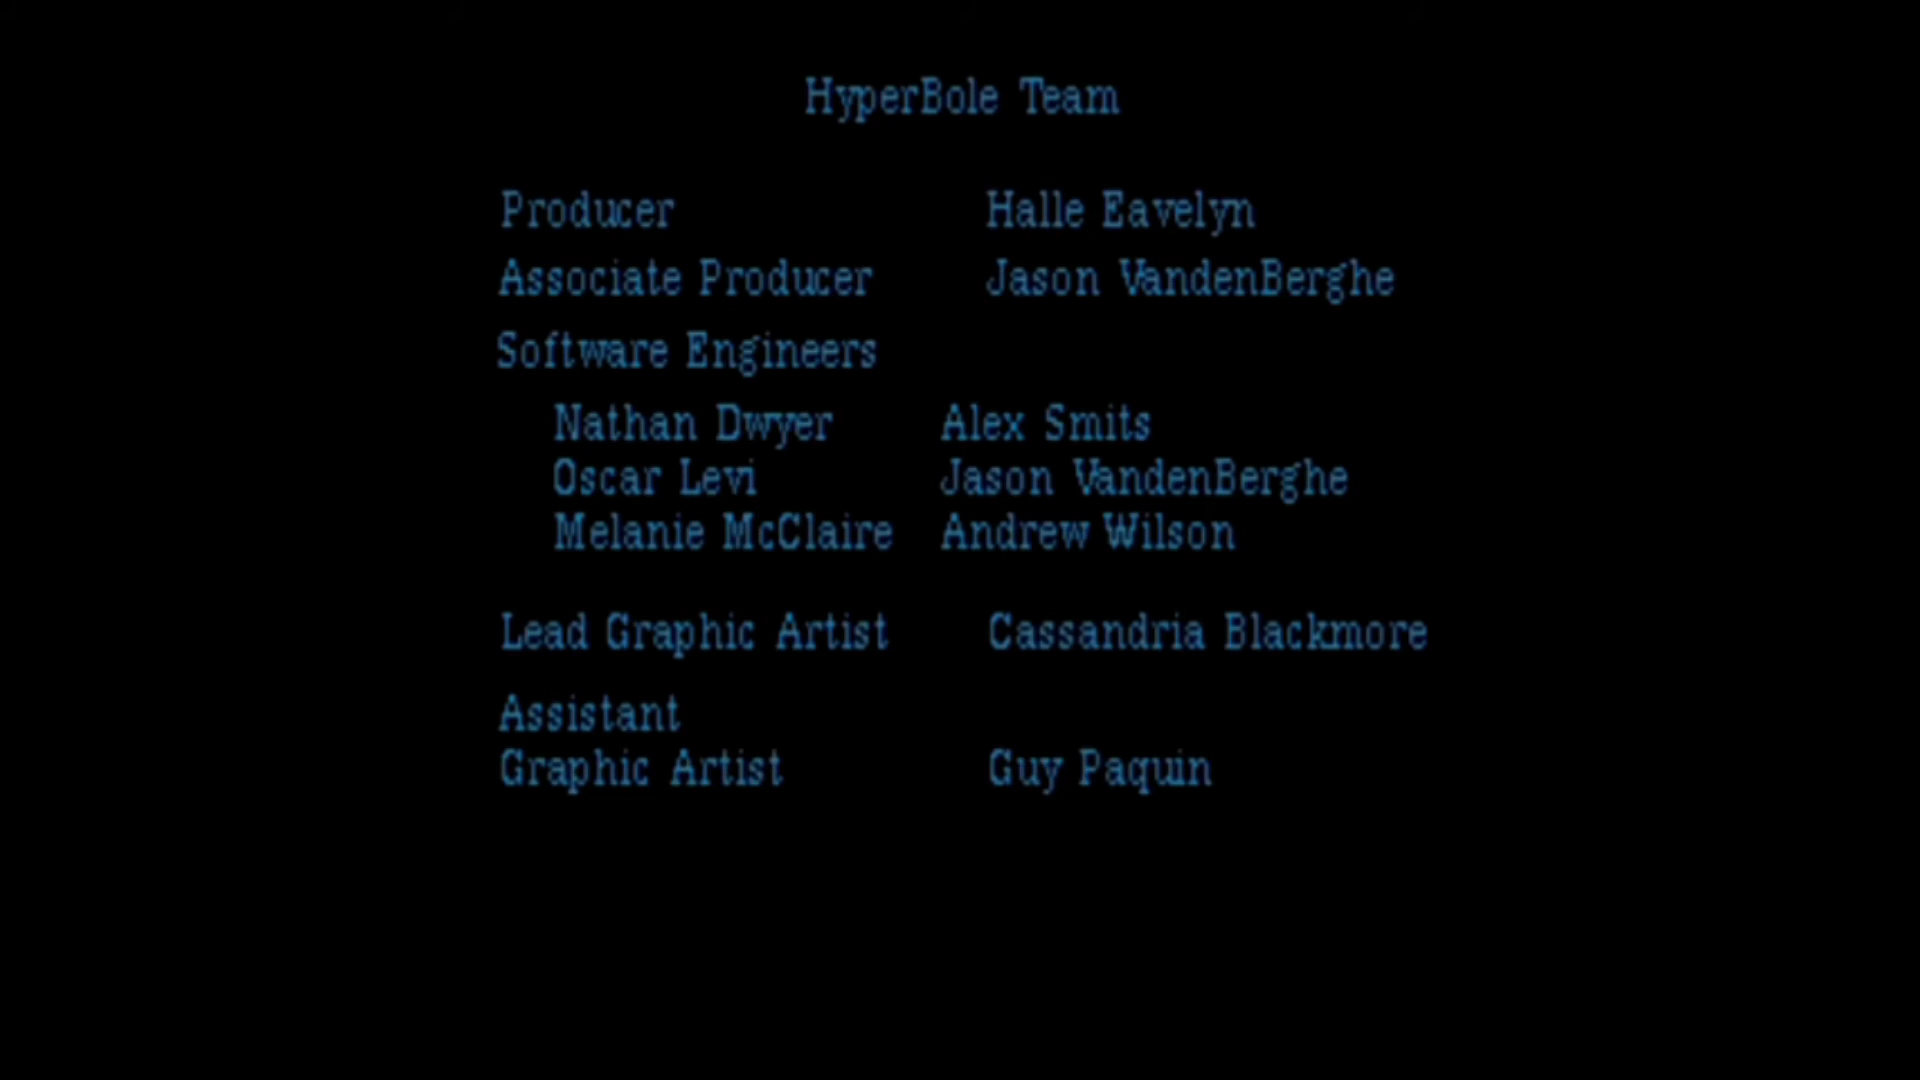 HyperBole Team
Producer Halle Eavelyn
Associate Producer Jason VandenBerghe
Software Engineers
Nathan Dwyer Alex Smits
Oscar Levi Jason VandenBerghe
Melanie McClaire Andrew Wilson
Lead Graphic Artist Cassandria Blackmore
Assistant
Graphic Artist Guy Paquin